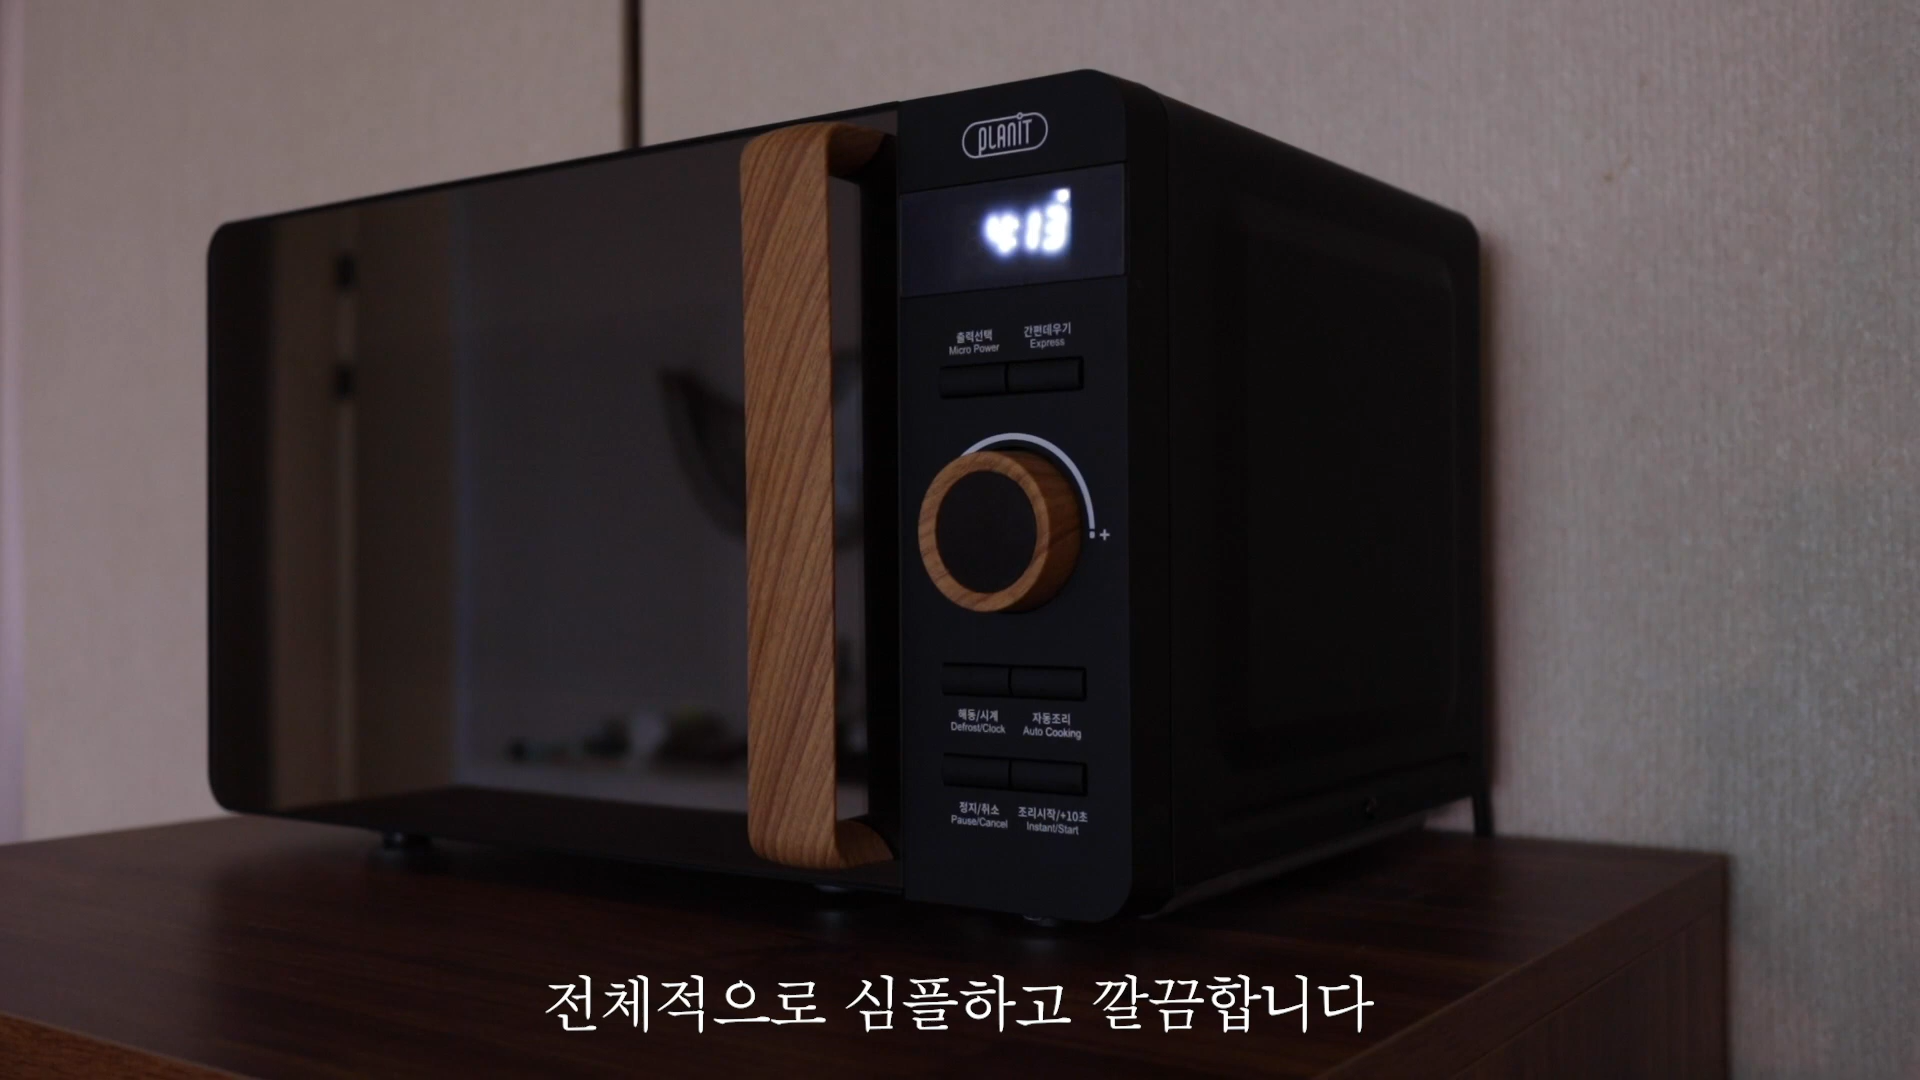 PLANIT
4:13
출력선택 간편데우기
Micro Power Express
+
해동/시계 자동조리
Defrost/Clock Auto Cooking
정지/취소 조리시작/+10초
Pause/Cancel Instant/Start
전체적으로 심플하고 깔끔합니다